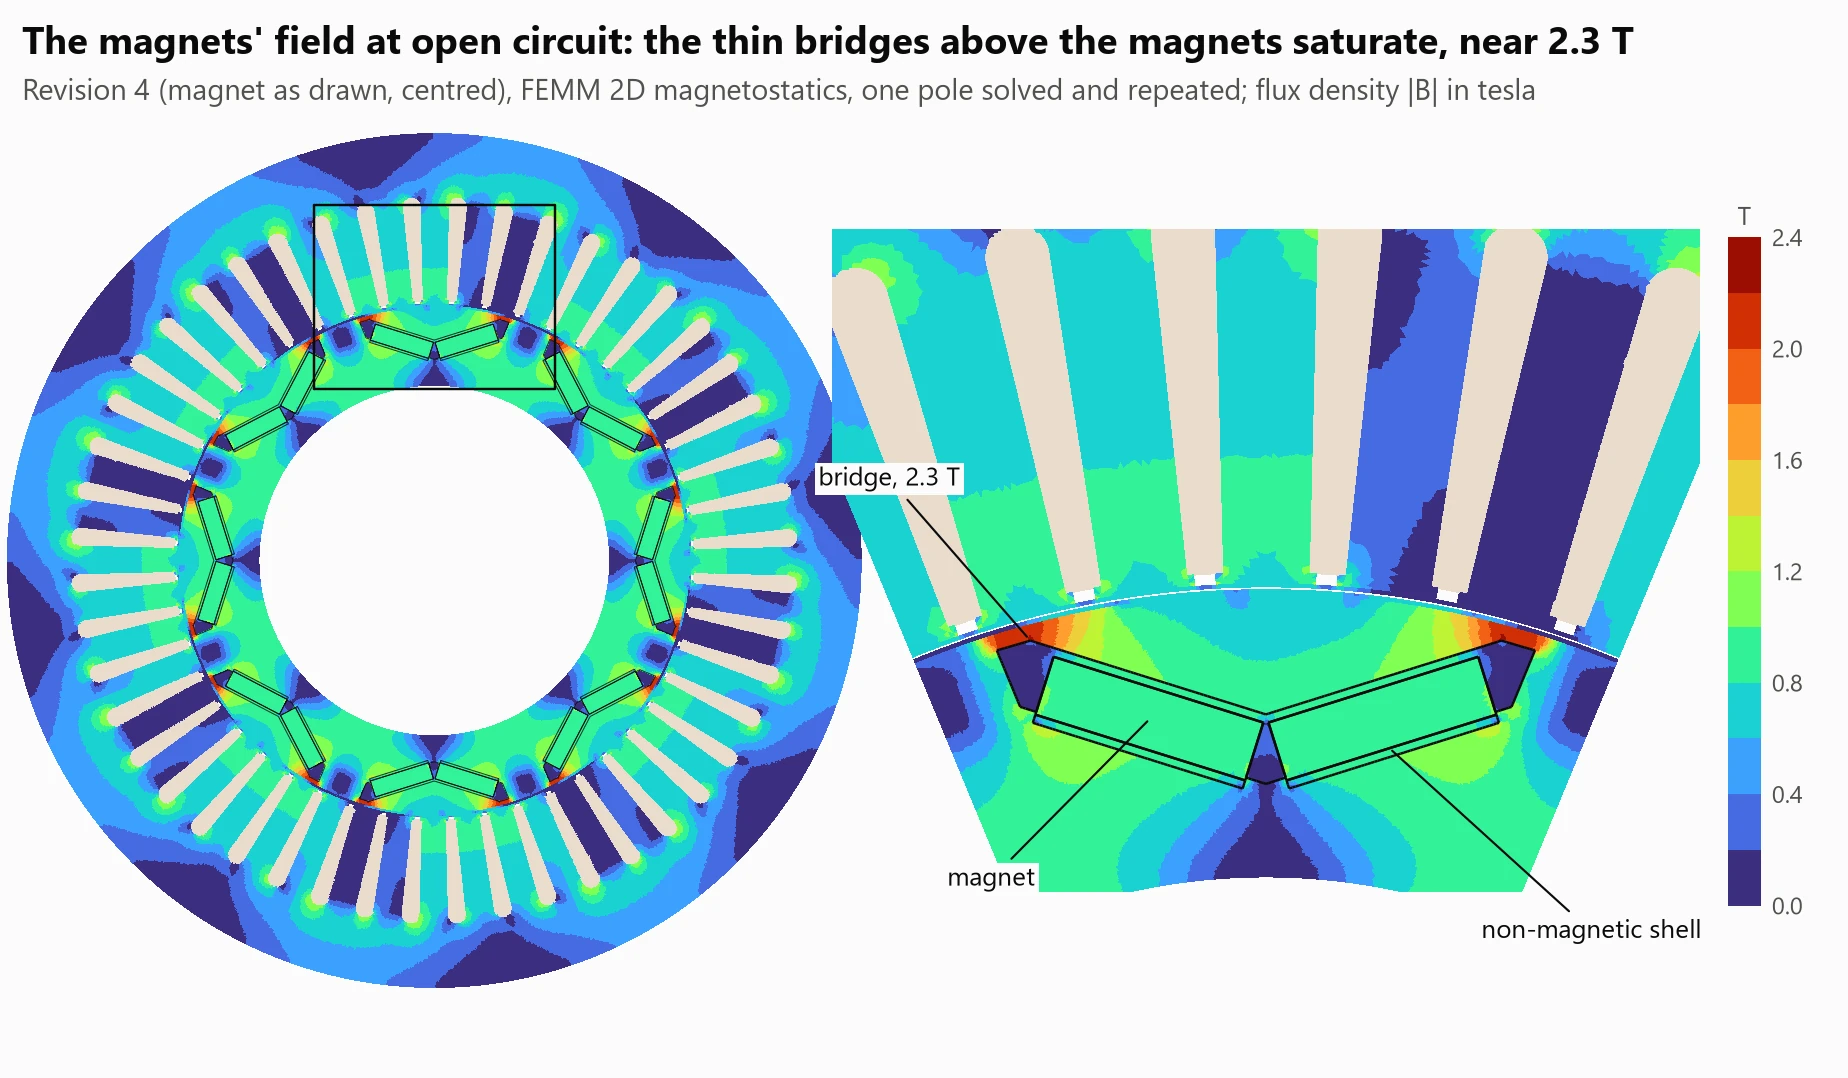 The magnets' field at open circuit: the thin bridges above the magnets saturate, near 2.3 T
Revision 4 (magnet as drawn, centred), FEMM 2D magnetostatics, one pole solved and repeated; flux density |B| in tesla
T
2.4
2.0
1.6
1.2
0.8
0.4
0.0
bridge, 2.3 T
magnet
non-magnetic shell